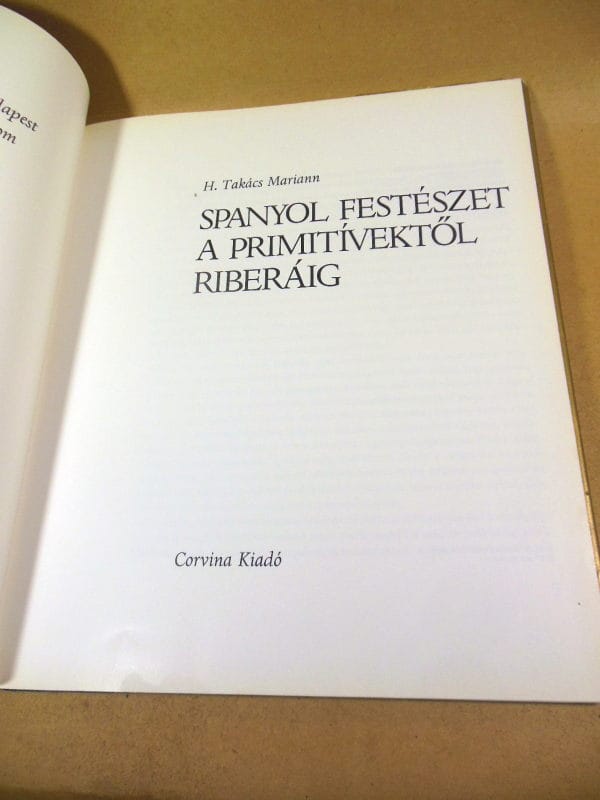 H. Takács Mariann
SPANYOL FESTÉSZET
A PRIMITÍVEKTŐL
RIBERÁIG
Corvina Kiadó